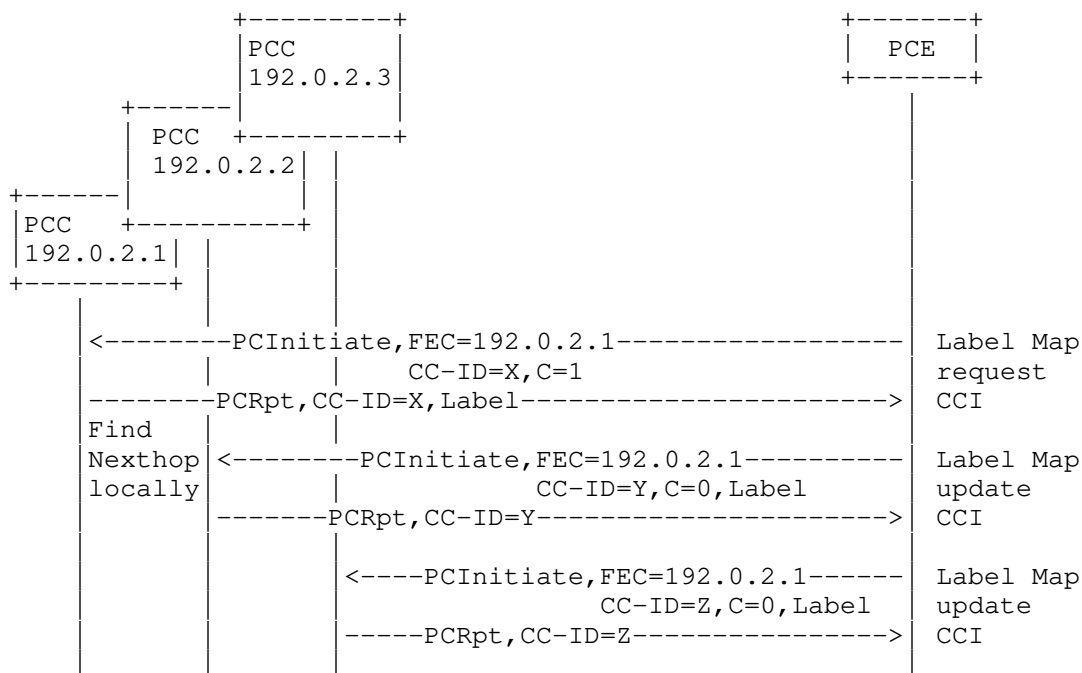 PCC
192.0.2.3
PCE
PCC
192.0.2.2
PCC
192.0.2.1
<--------PCInitiate,FEC=192.0.2.1------------------ Label Map
CC-ID=X,C=1 request
--------PCRpt,CC-ID=X,Label-----------------------> CCI
Find
Nexthop <--------PCInitiate,FEC=192.0.2.1---------- Label Map
locally CC-ID=Y,C=0,Label update
-------PCRpt,CC-ID=Y----------------------> CCI
<----PCInitiate,FEC=192.0.2.1------ Label Map
CC-ID=Z,C=0,Label update
-----PCRpt,CC-ID=Z----------------> CCI